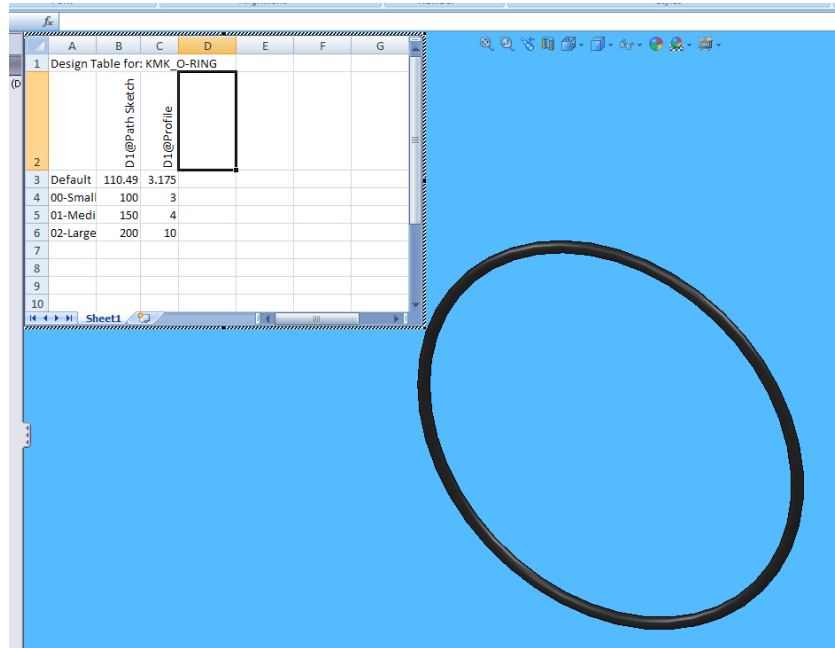 fx
A B C D E F G
1 Design Table for: KMK_O-RING
2 D1@Path Sketch D1@Profile
3 Default 110.49 3.175
4 00-Small 100 3
5 01-Medi 150 4
6 02-Large 200 10
7
8
9
10
Sheet1
(D